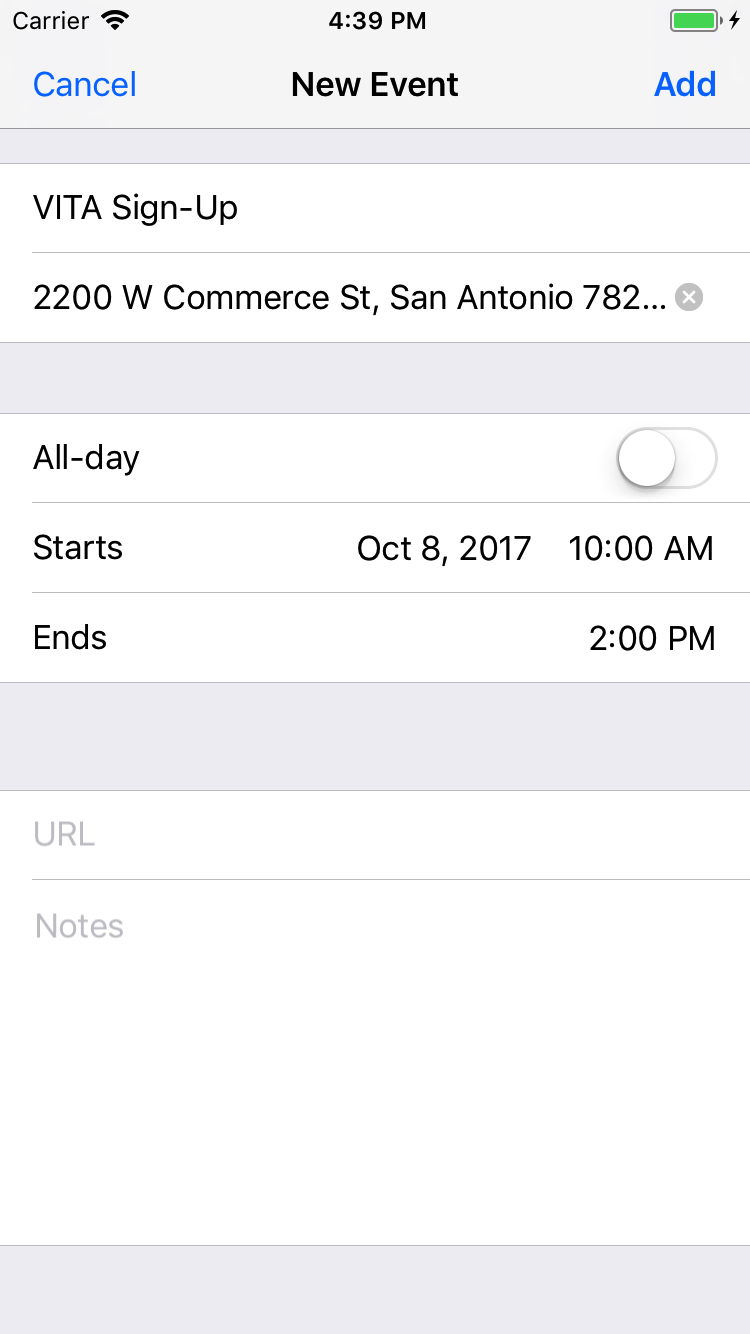 Carrier 4:39 PM
Cancel New Event Add
VITA Sign-Up
2200 W Commerce St, San Antonio 782...
All-day
Starts Oct 8, 2017 10:00 AM
Ends 2:00 PM
URL
Notes